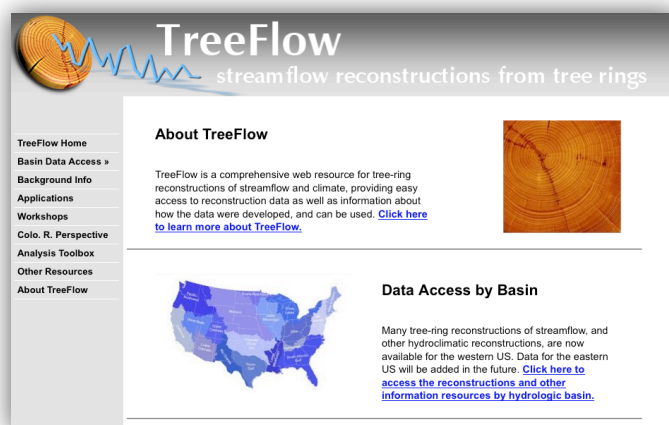 TreeFlow
streamflow reconstructions from tree rings
TreeFlow Home
Basin Data Access »
Background Info
Applications
Workshops
Colo. R. Perspective
Analysis Toolbox
Other Resources
About TreeFlow
About TreeFlow
TreeFlow is a comprehensive web resource for tree-ring
reconstructions of streamflow and climate, providing easy
access to reconstruction data as well as information about
how the data were developed, and can be used. Click here
to learn more about TreeFlow.
Data Access by Basin
Many tree-ring reconstructions of streamflow, and
other hydroclimatic reconstructions, are now
available for the western US. Data for the eastern
US will be added in the future. Click here to
access the reconstructions and other
information resources by hydrologic basin.